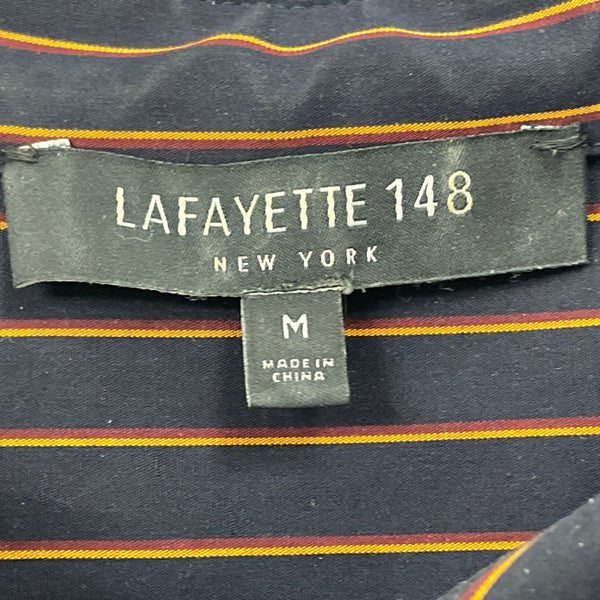 LAFAYETTE 148
NEW YORK
M
MADE IN
CHINA